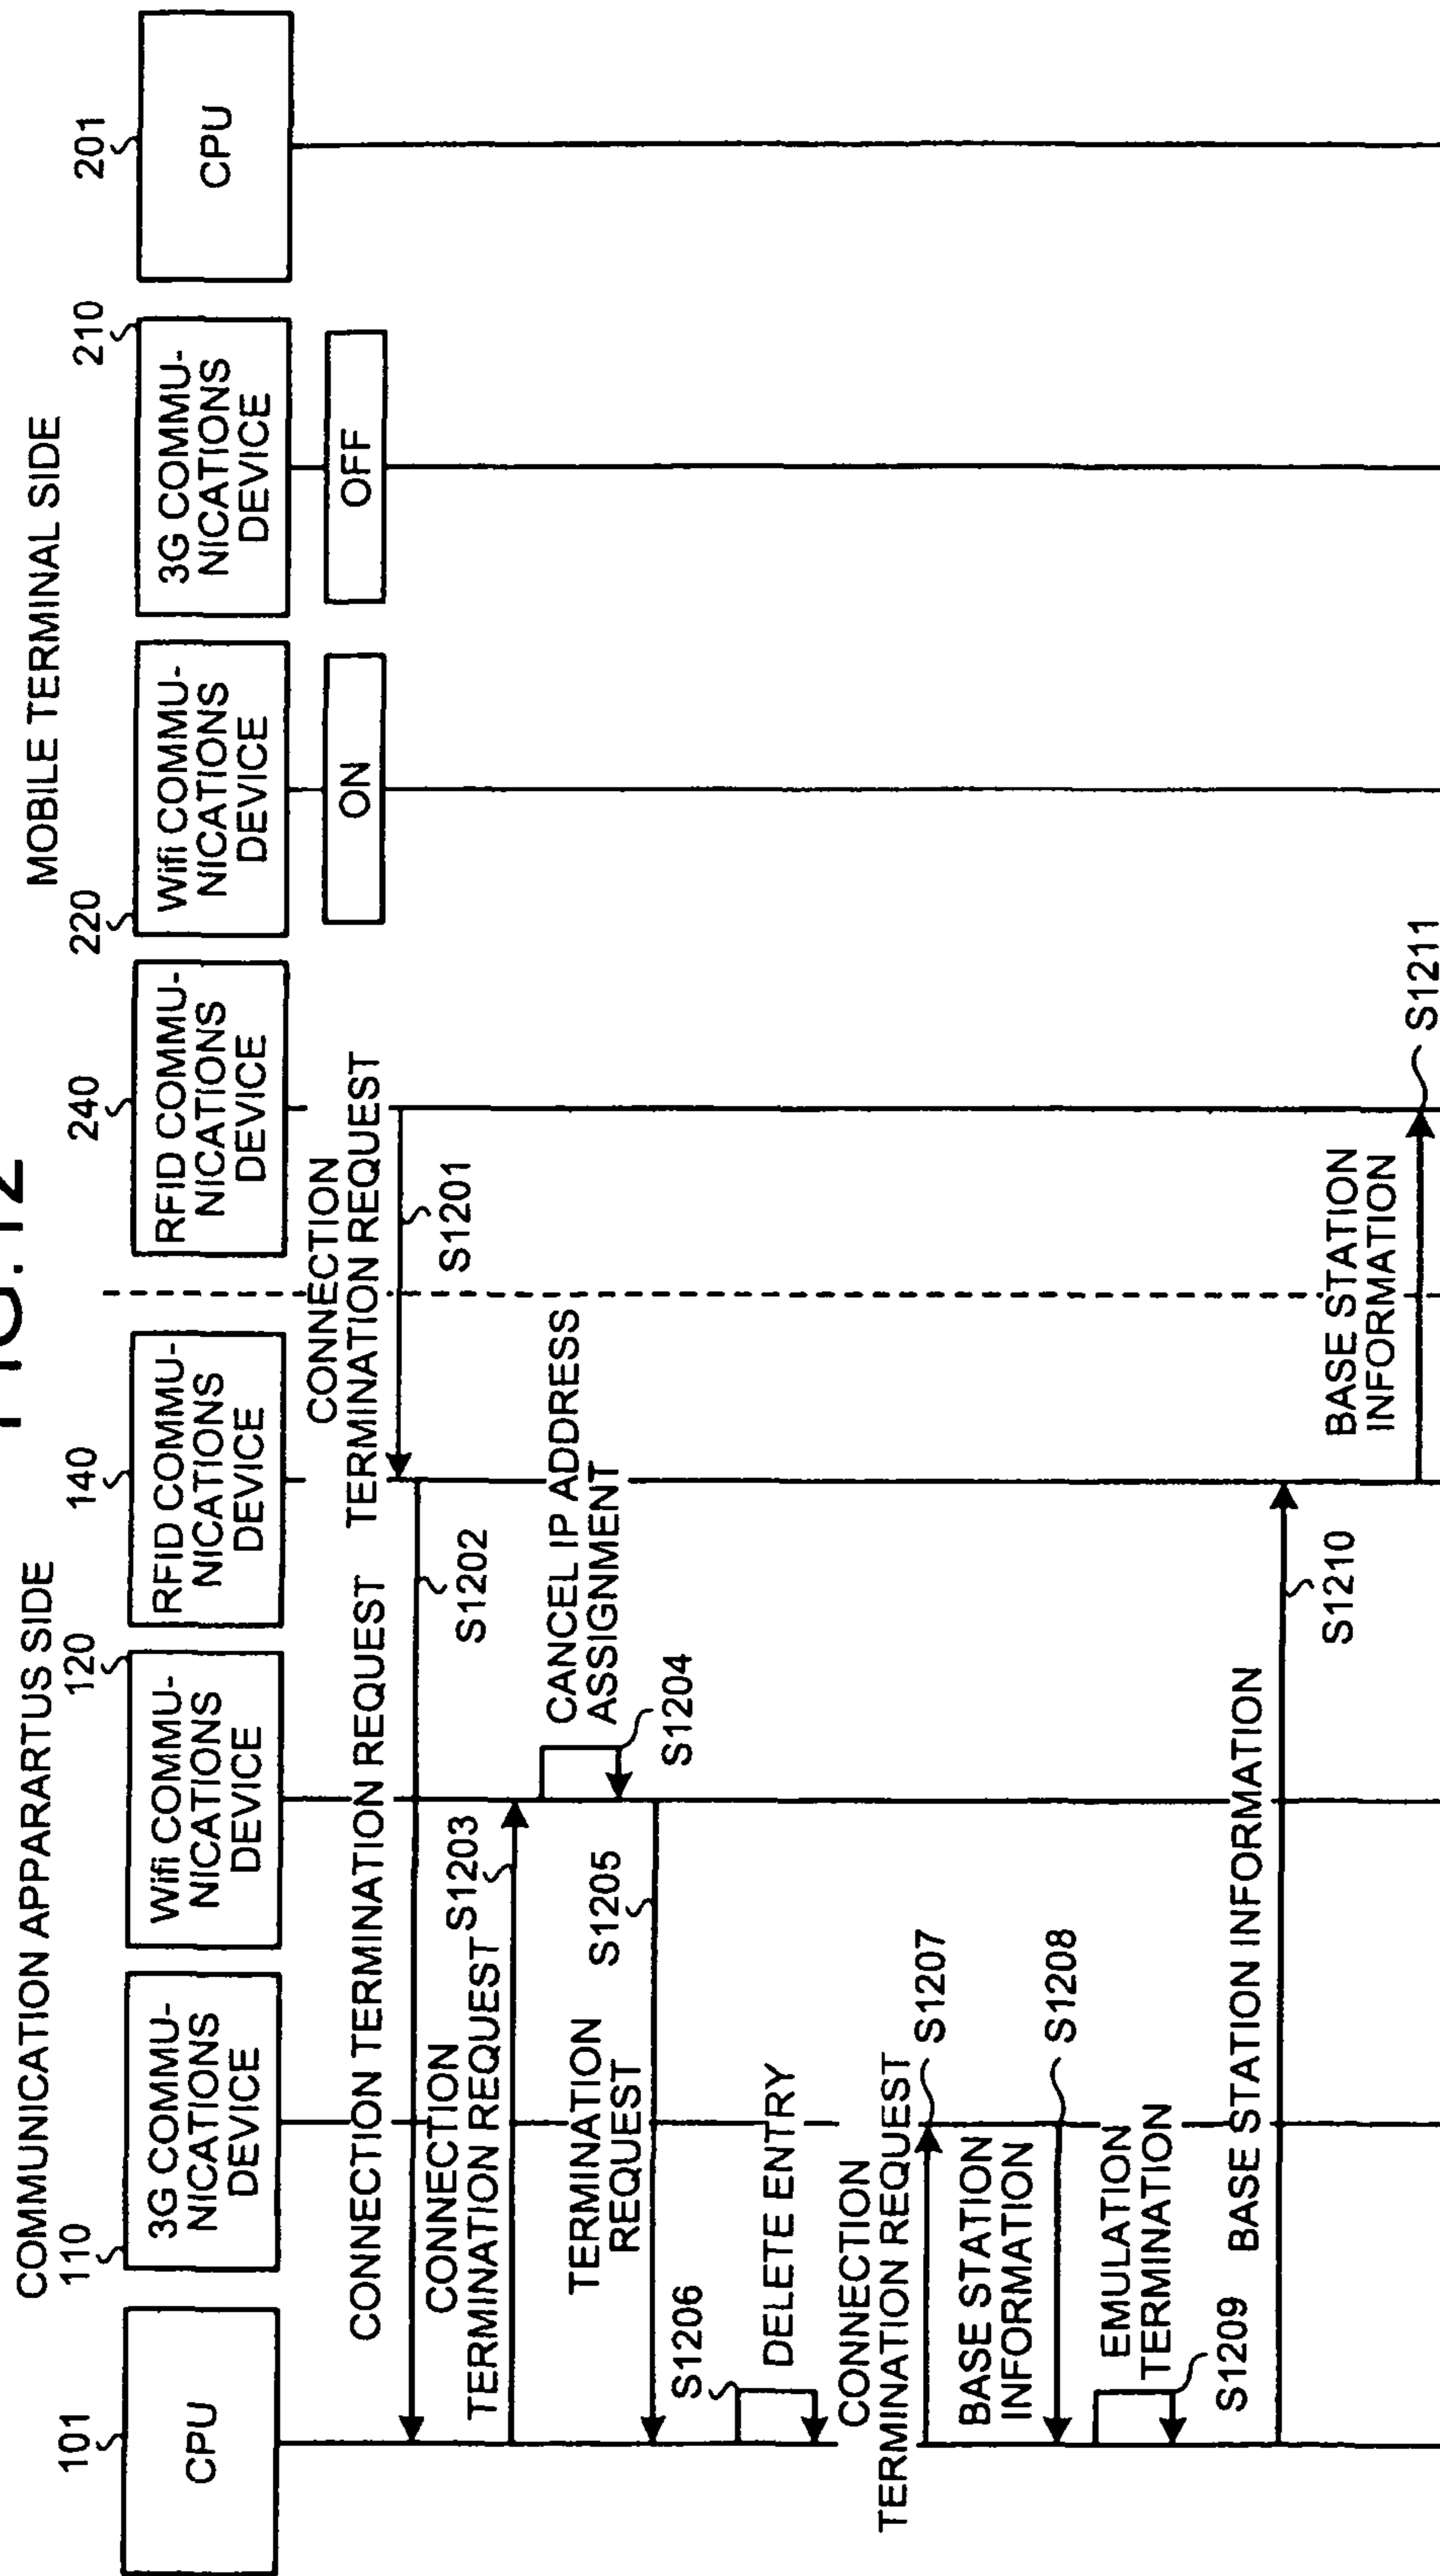 FIG.12
COMMUNICATION APPARARTUS SIDE
MOBILE TERMINAL SIDE
101
110
120
140
240
220
210
201
CPU
3G COMMU-
NICATIONS
DEVICE
Wifi COMMU-
NICATIONS
DEVICE
RFID COMMU-
NICATIONS
DEVICE
RFID COMMU-
NICATIONS
DEVICE
Wifi COMMU-
NICATIONS
DEVICE
3G COMMU-
NICATIONS
DEVICE
CPU
ON
OFF
CONNECTION
TERMINATION REQUEST
S1201
CONNECTION TERMINATION REQUEST
S1202
CONNECTION
TERMINATION REQUEST
S1203
CANCEL IP ADDRESS
ASSIGNMENT
S1204
TERMINATION
REQUEST
S1205
S1206
DELETE ENTRY
CONNECTION
TERMINATION REQUEST
S1207
BASE STATION
INFORMATION
S1208
EMULATION
TERMINATION
S1209
BASE STATION INFORMATION
S1210
BASE STATION
INFORMATION
S1211